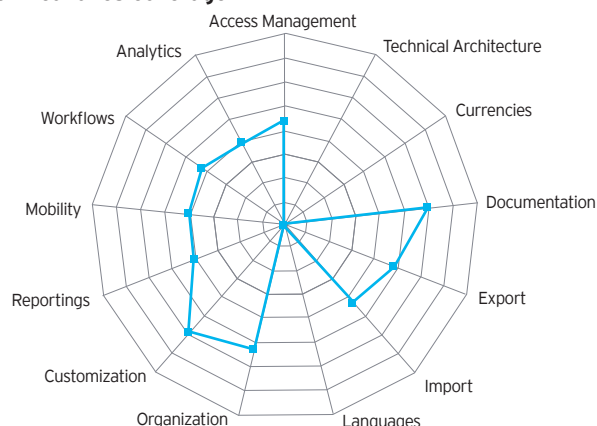 Access Management
Technical Architecture
Analytics
Currencies
Workflows
Documentation
Mobility
Export
Reportings
Import
Customization
Languages
Organization